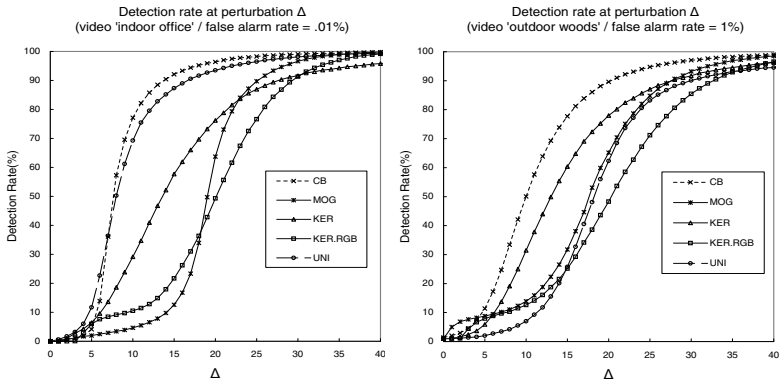 Detection rate at perturbation Δ
(video 'indoor office' / false alarm rate = .01%)
Detection Rate(%)
100
90
80
70
60
50
40
30
20
10
0
0 5 10 15 20 25 30 35 40
Δ
CB
MOG
KER
KER.RGB
UNI
Detection rate at perturbation Δ
(video 'outdoor woods' / false alarm rate = 1%)
Detection Rate(%)
100
90
80
70
60
50
40
30
20
10
0
0 5 10 15 20 25 30 35 40
Δ
CB
MOG
KER
KER.RGB
UNI